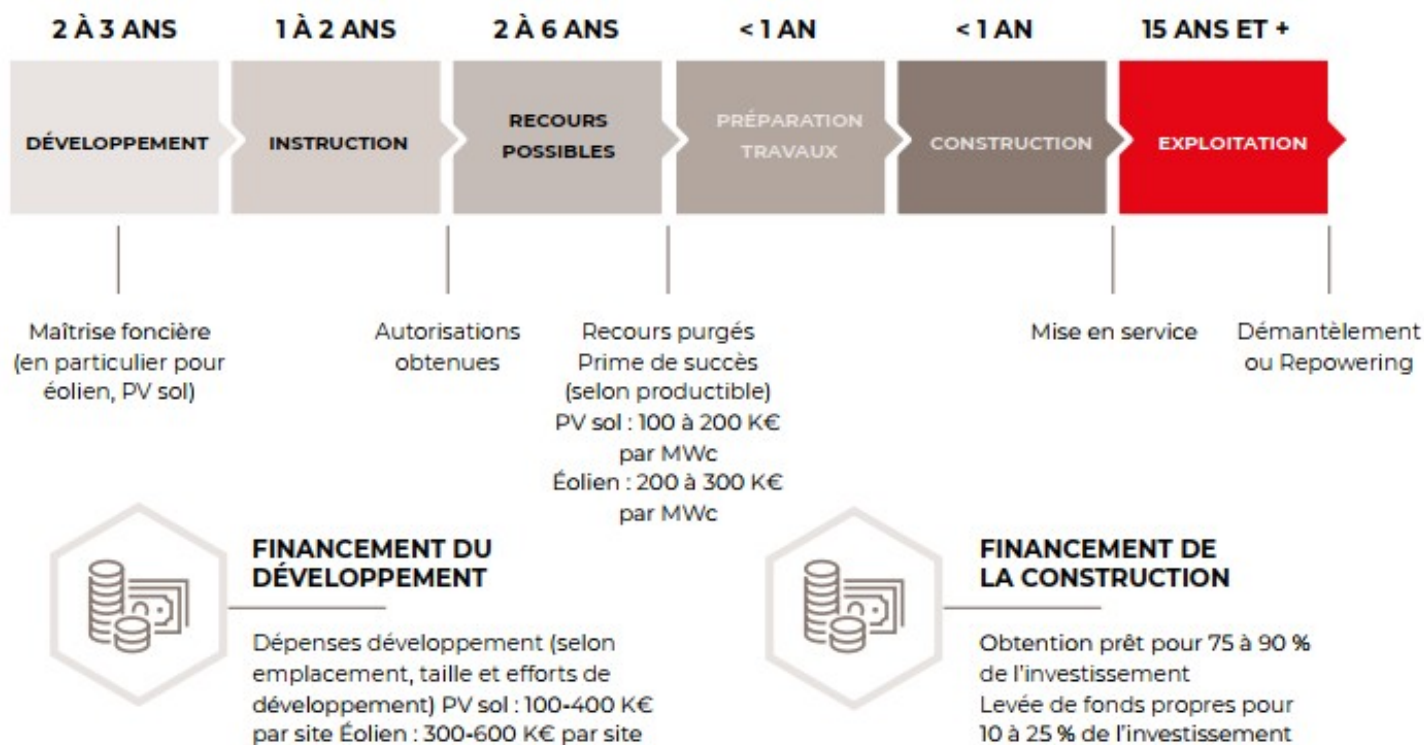 2 À 3 ANS
1 À 2 ANS
2 À 6 ANS
< 1 AN
< 1 AN
15 ANS ET +
DÉVELOPPEMENT
INSTRUCTION
RECOURS
POSSIBLES
PRÉPARATION
TRAVAUX
CONSTRUCTION
EXPLOITATION
Maîtrise foncière
(en particulier pour
éolien, PV sol)
Autorisations
obtenues
Recours purgés
Prime de succès
(selon productible)
PV sol : 100 à 200 K€
par MWc
Éolien : 200 à 300 K€
par MWc
Mise en service
Démantèlement
ou Repowering
FINANCEMENT DU
DÉVELOPPEMENT
Dépenses développement (selon
emplacement, taille et efforts de
développement) PV sol : 100-400 K€
par site Éolien : 300-600 K€ par site
FINANCEMENT DE
LA CONSTRUCTION
Obtention prêt pour 75 à 90 %
de l'investissement
Levée de fonds propres pour
10 à 25 % de l'investissement